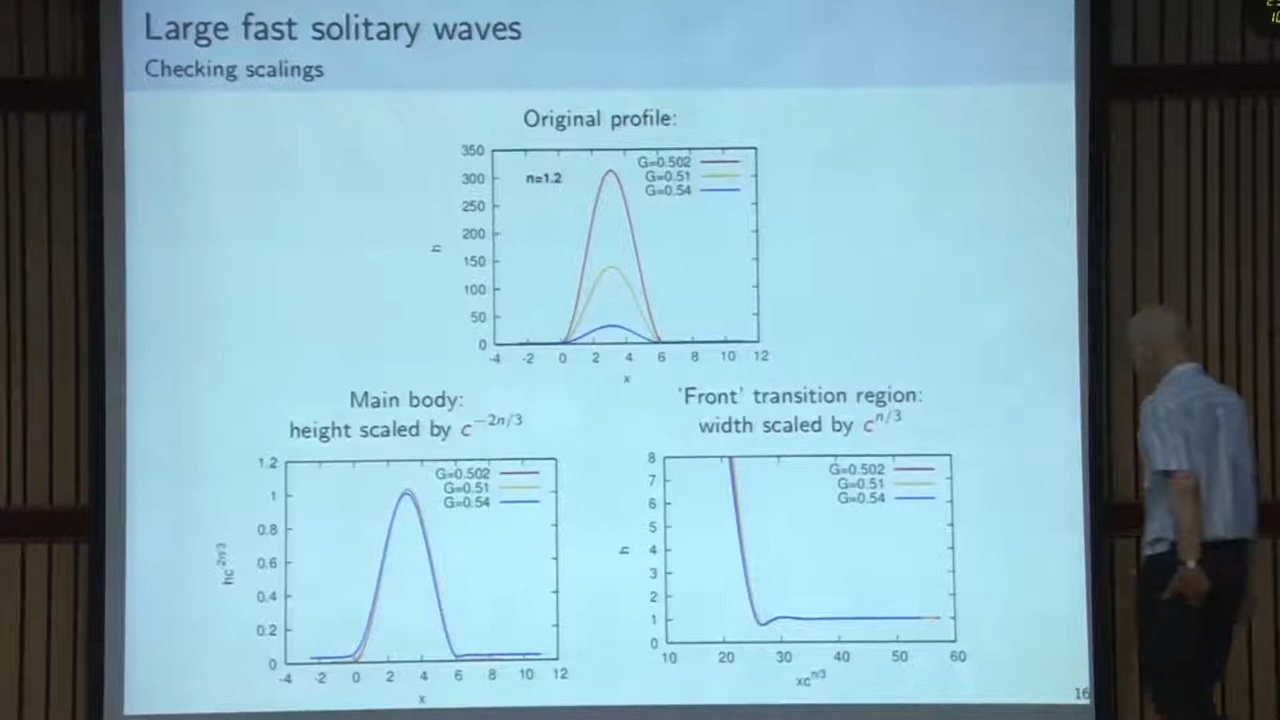 Large fast solitary waves
Checking scalings
Original profile:
350
300
250
200
150
100
50
0
n=1.2
G=0.502
G=0.51
G=0.54
h
-4 -2 0 2 4 6 8 10 12
x
Main body:
height scaled by c^{-2n/3}
1.2
1
0.8
0.6
0.4
0.2
0
G=0.502
G=0.51
G=0.54
-4 -2 0 2 4 6 8 10 12
x
'Front' transition region:
width scaled by c^{n/3}
8
7
6
5
4
3
2
1
0
G=0.502
G=0.51
G=0.54
h
10 20 30 40 50 60
xc^{n/3}
16